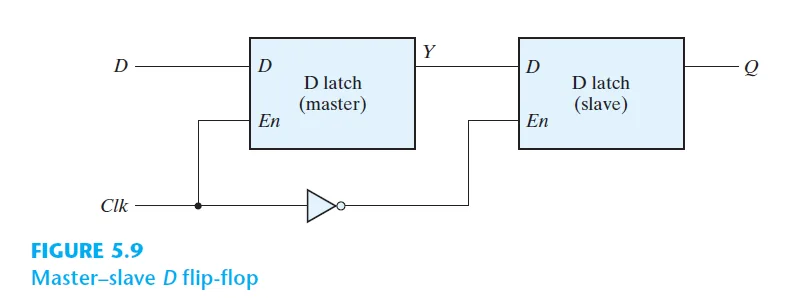 Y
D
D
D
Q
D latch
(master)
D latch
(slave)
En
En
Clk
FIGURE 5.9
Master–slave D flip-flop